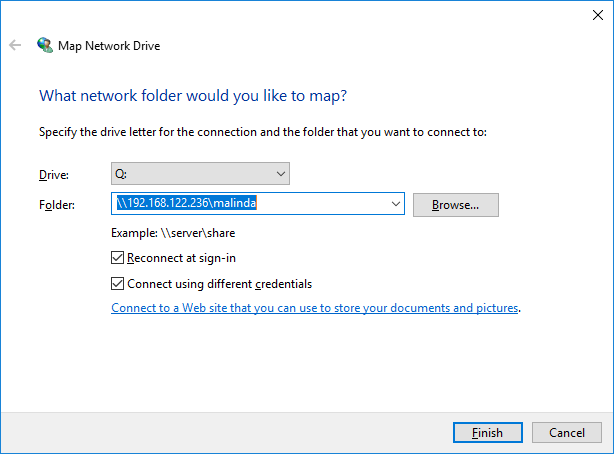 Map Network Drive
What network folder would you like to map?
Specify the drive letter for the connection and the folder that you want to connect to:
Drive: Q:
Folder: \\192.168.122.236\malinda Browse...
Example: \\server\share
Reconnect at sign-in
Connect using different credentials
Connect to a Web site that you can use to store your documents and pictures.
Finish Cancel